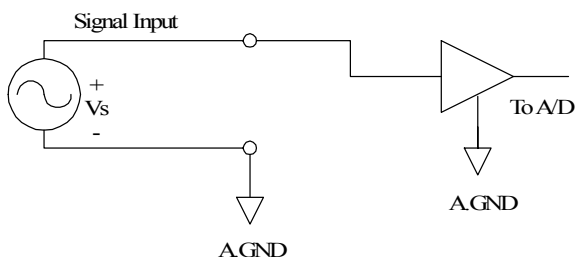 Signal Input
+
Vs
-
To A/D
A.GND
A.GND